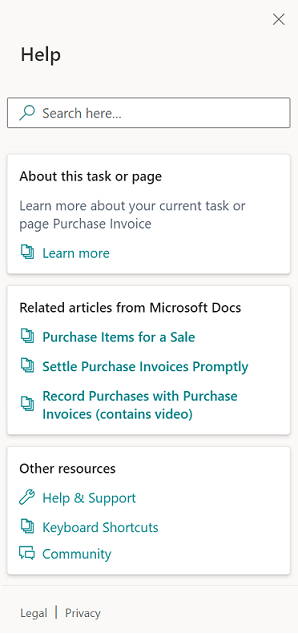 Help
Search here...
About this task or page
Learn more about your current task or
page Purchase Invoice
Learn more
Related articles from Microsoft Docs
Purchase Items for a Sale
Settle Purchase Invoices Promptly
Record Purchases with Purchase
Invoices (contains video)
Other resources
Help & Support
Keyboard Shortcuts
Community
Legal | Privacy